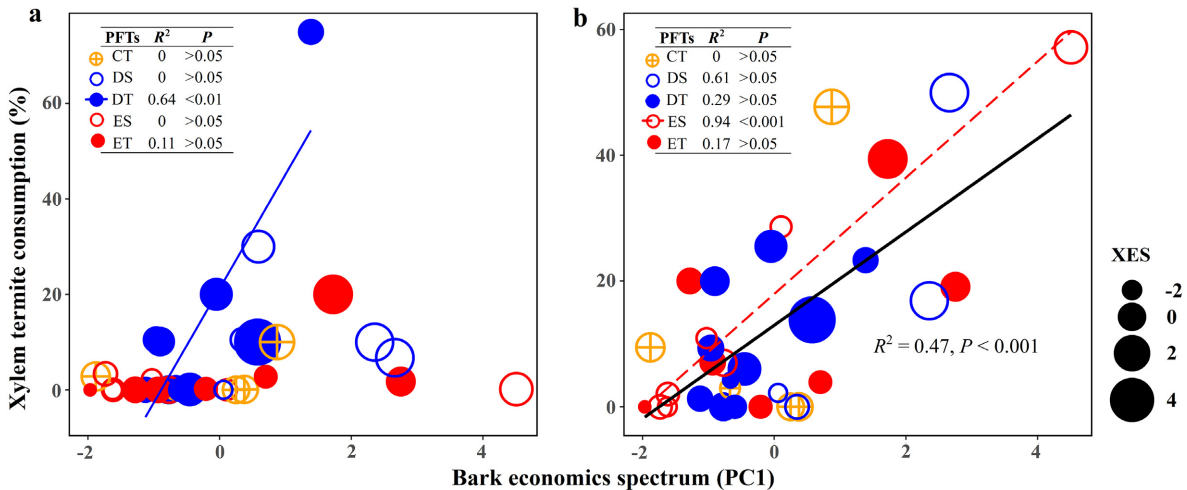 a
PFTs R² P
CT 0 >0.05
DS 0 >0.05
DT 0.64 <0.01
ES 0 >0.05
ET 0.11 >0.05
b
PFTs R² P
CT 0 >0.05
DS 0.61 >0.05
DT 0.29 >0.05
ES 0.94 <0.001
ET 0.17 >0.05
Xylem termite consumption (%)
80
60
40
20
0
-2 0 2 4
60
40
20
0
-2 0 2 4
R² = 0.47, P < 0.001
Bark economics spectrum (PC1)
XES
-2
0
2
4